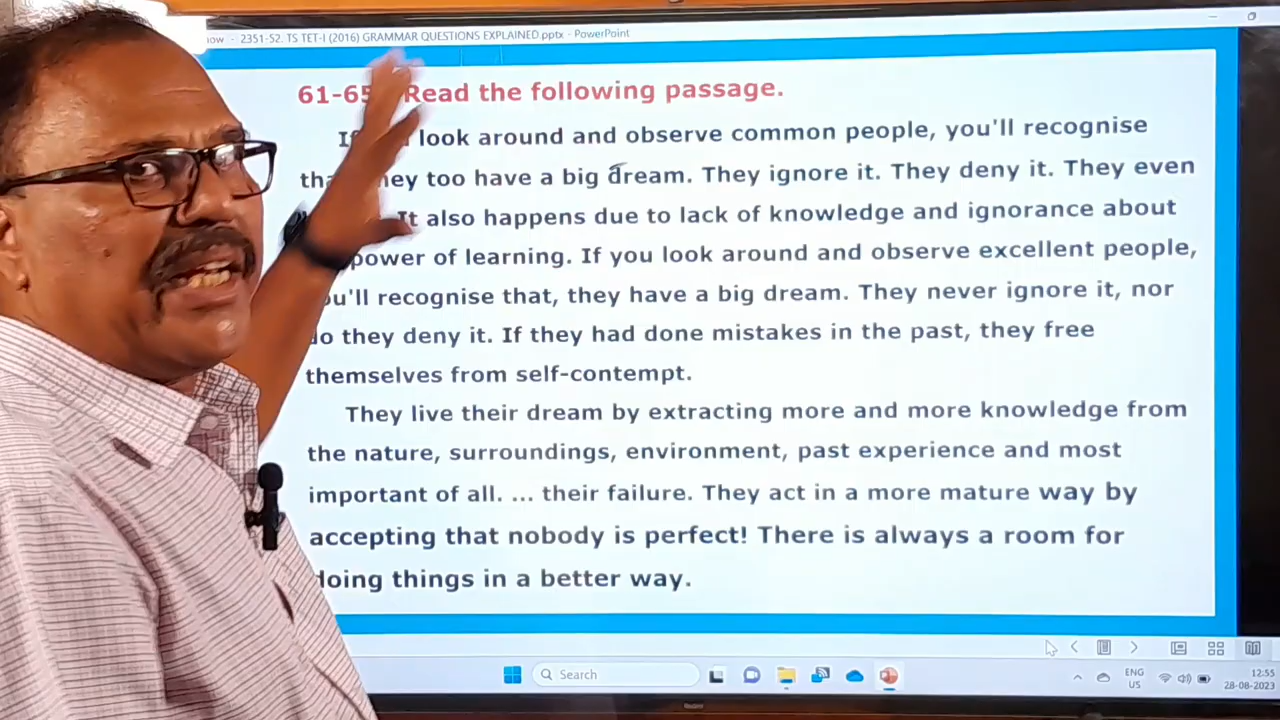 ow - 2351-52. TS TET-I (2016) GRAMMAR QUESTIONS EXPLAINED.pptx - PowerPoint
61-65 Read the following passage.
If look around and observe common people, you'll recognise
they too have a big dream. They ignore it. They deny it. They even
It also happens due to lack of knowledge and ignorance about
power of learning. If you look around and observe excellent people,
you'll recognise that, they have a big dream. They never ignore it, nor
do they deny it. If they had done mistakes in the past, they free
themselves from self-contempt.
They live their dream by extracting more and more knowledge from
the nature, surroundings, environment, past experience and most
important of all. ... their failure. They act in a more mature way by
accepting that nobody is perfect! There is always a room for
doing things in a better way.
Search
ENG
US
12:55
28-08-2023